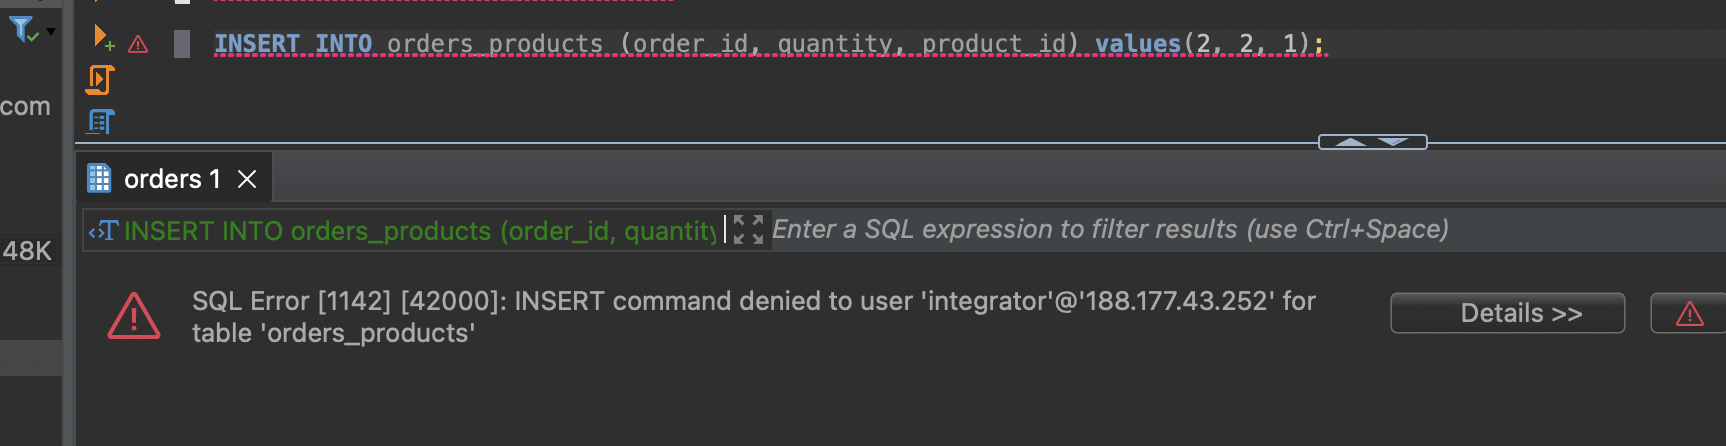 INSERT INTO orders_products (order_id, quantity, product_id) values(2, 2, 1);
com
orders 1
INSERT INTO orders_products (order_id, quantity
Enter a SQL expression to filter results (use Ctrl+Space)
48K
SQL Error [1142] [42000]: INSERT command denied to user 'integrator'@'188.177.43.252' for
table 'orders_products'
Details >>